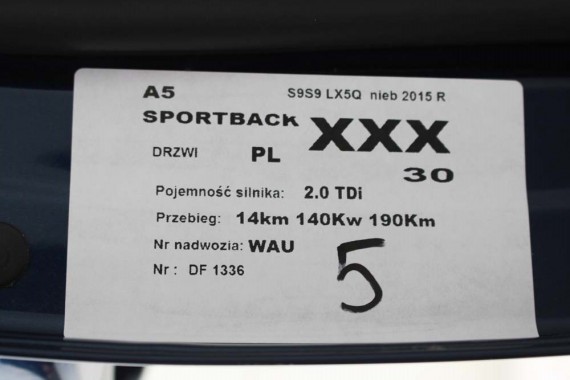 A5 S9S9 LX5Q nieb 2015 R
SPORTBACK XXX
DRZWI PL 30
Pojemność silnika: 2.0 TDi
Przebieg: 14km 140Kw 190Km
Nr nadwozia: WAU
Nr : DF 1336
5